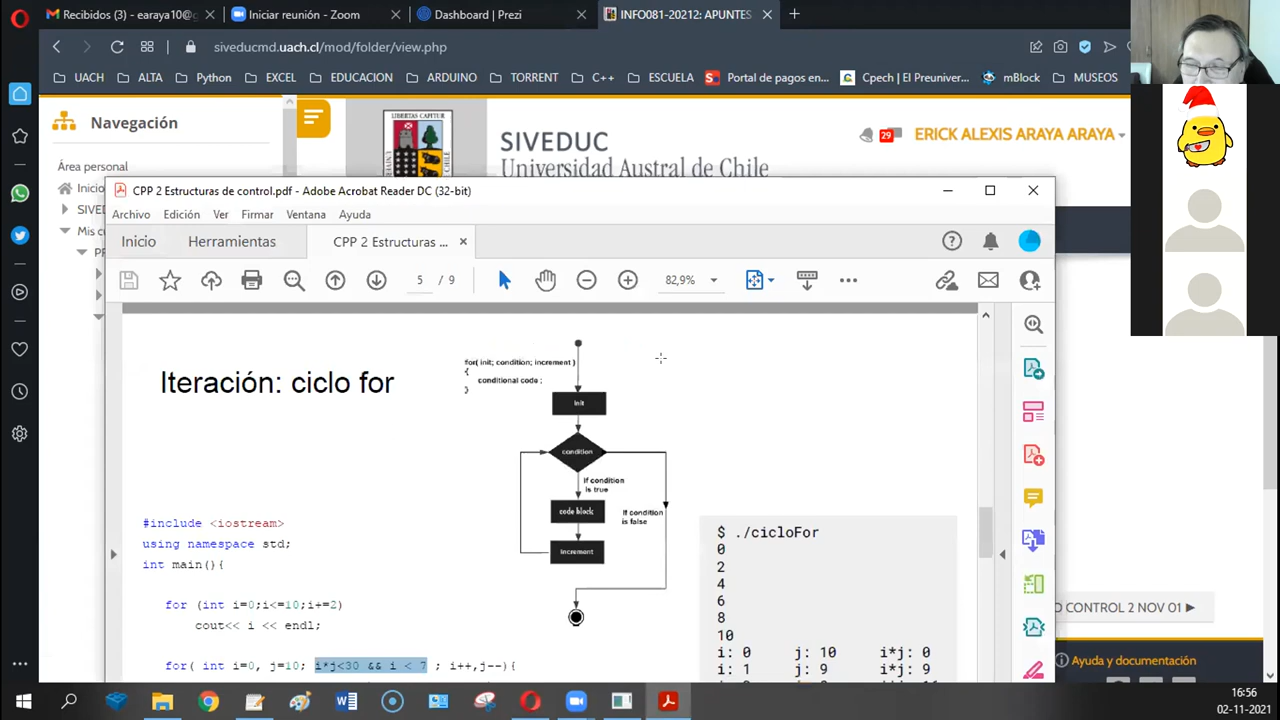 Recibidos (3) - earaya10@g
Iniciar reunión - Zoom
Dashboard | Prezi
INFO081-20212: APUNTES
siveducmd.uach.cl/mod/folder/view.php
UACH
ALTA
Python
EXCEL
EDUCACION
ARDUINO
TORRENT
C++
ESCUELA
Portal de pagos en...
Cpech | El Preuniver...
mBlock
MUSEOS
Navegación
Área personal
Inicio
SIVE
Mis cu
PR
LIBERTAS CAPITUR
SIVEDUC
Universidad Austral de Chile
29
ERICK ALEXIS ARAYA ARAYA
CPP 2 Estructuras de control.pdf - Adobe Acrobat Reader DC (32-bit)
Archivo Edición Ver Firmar Ventana Ayuda
Inicio
Herramientas
CPP 2 Estructuras ...
5 / 9
82,9%
Iteración: ciclo for
for( init; condition; increment )
{
conditional code ;
}
init
condition
If condition
is true
code block
If condition
is false
increment
#include <iostream>
using namespace std;
int main(){
for (int i=0;i<=10;i+=2)
cout<< i << endl;
for( int i=0, j=10; i*j<30 && i < 7 ; i++,j--){
$ ./cicloFor
0
2
4
6
8
10
i: 0 j: 10 i*j: 0
i: 1 j: 9 i*j: 9
O CONTROL 2 NOV 01 ►
Ayuda y documentación
16:56
02-11-2021